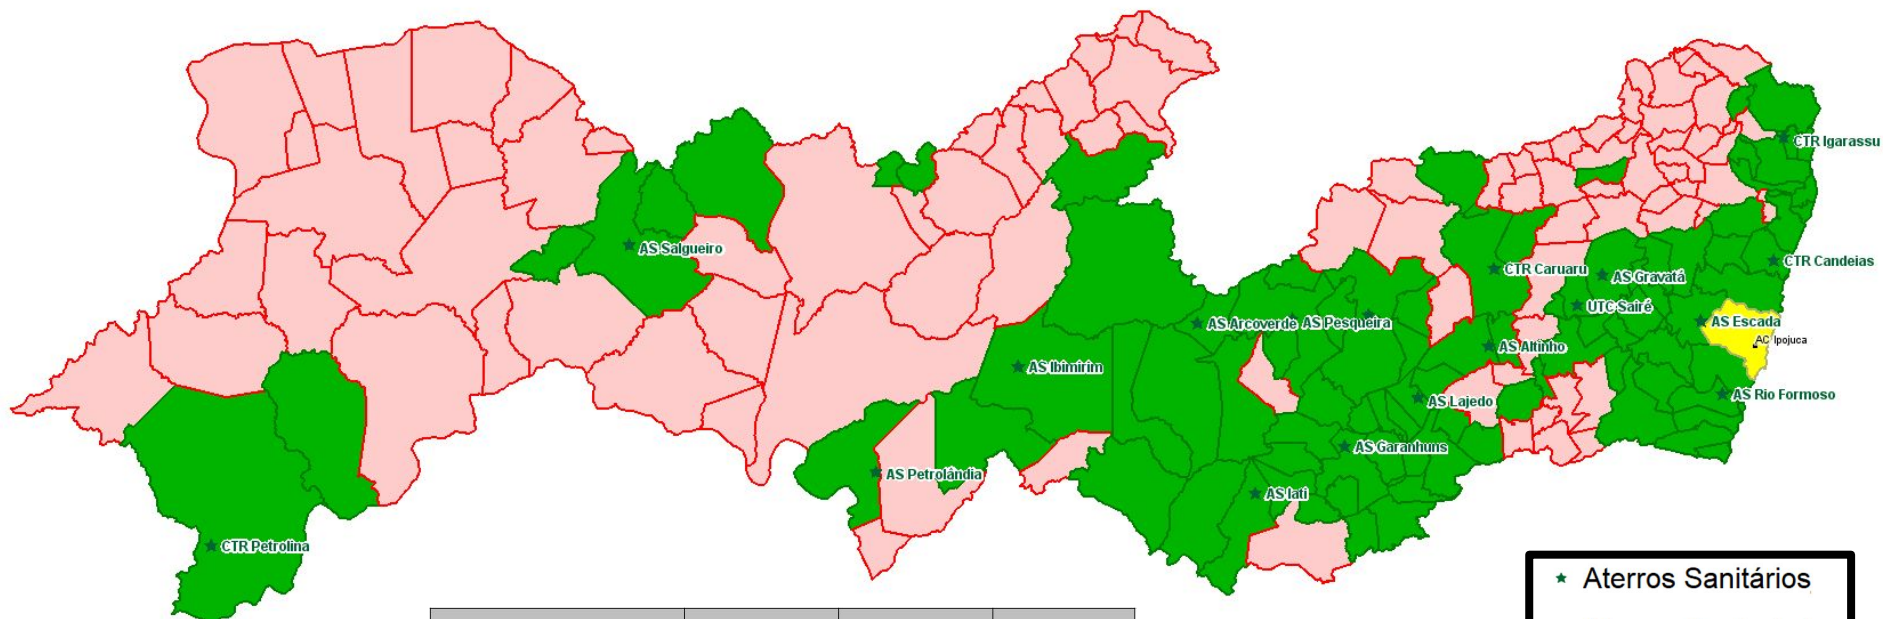 CTR Igarassu
AS Salgueiro
CTR Candeias
CTR Caruaru
AS Gravatá
UTC Sairé
AS Arcoverde
AS Pesqueira
AS Escada
AC Ipojuca
AS Altinho
AS Ibimirim
AS Rio Formoso
AS Lajedo
AS Garanhuns
AS Petrolândia
AS Iati
CTR Petrolina
Aterros Sanitários